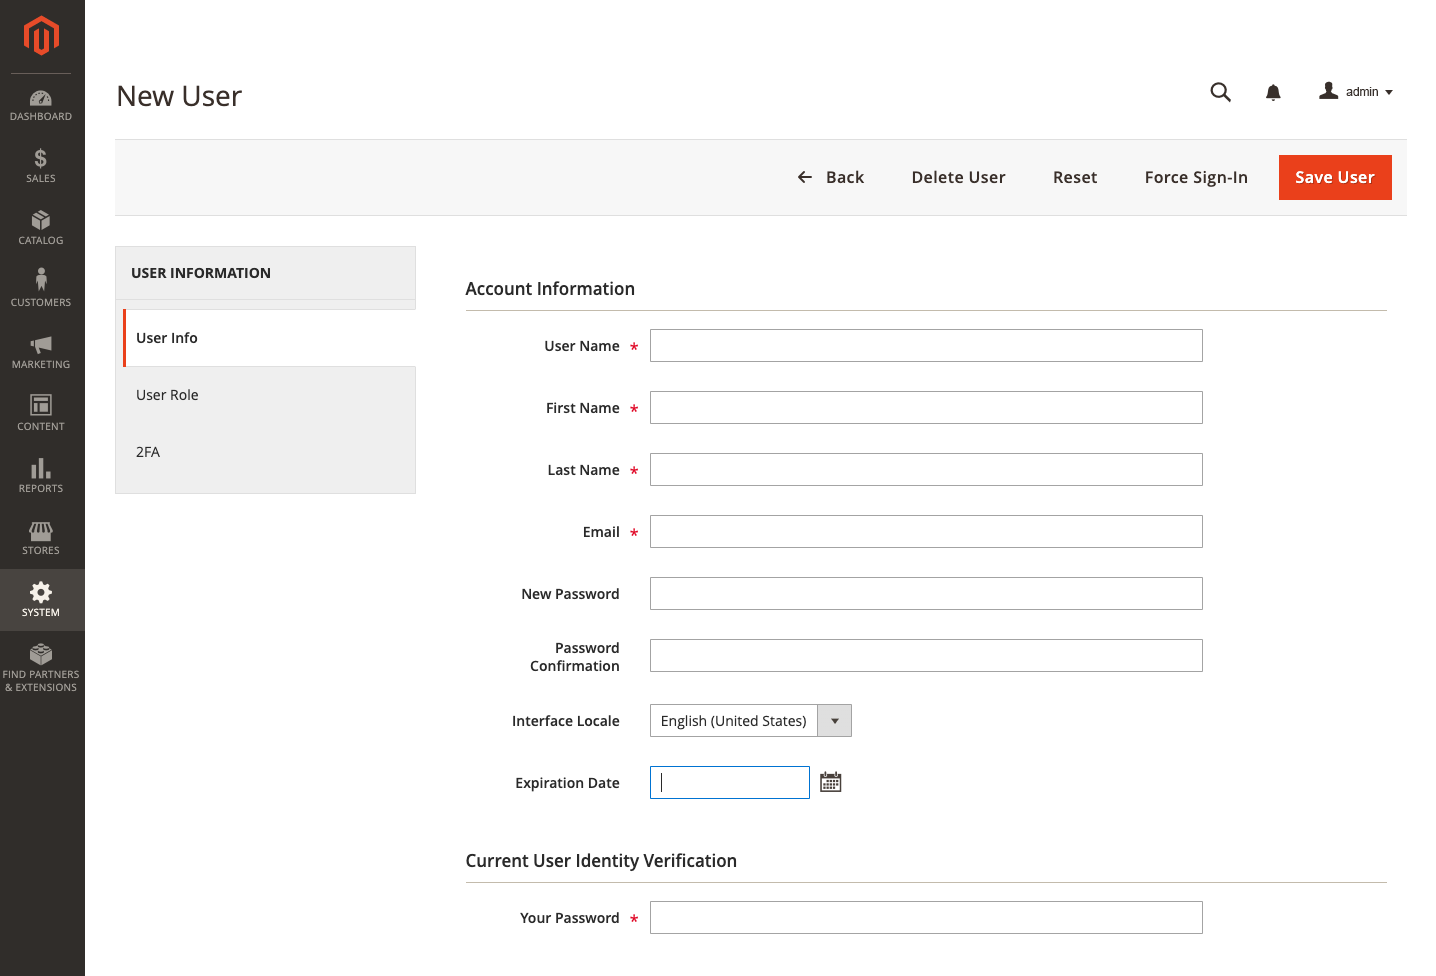 DASHBOARD
SALES
CATALOG
CUSTOMERS
MARKETING
CONTENT
REPORTS
STORES
SYSTEM
FIND PARTNERS
& EXTENSIONS
New User
admin
Back
Delete User
Reset
Force Sign-In
Save User
USER INFORMATION
User Info
User Role
2FA
Account Information
User Name *
First Name *
Last Name *
Email *
New Password
Password
Confirmation
Interface Locale
English (United States)
Expiration Date
Current User Identity Verification
Your Password *